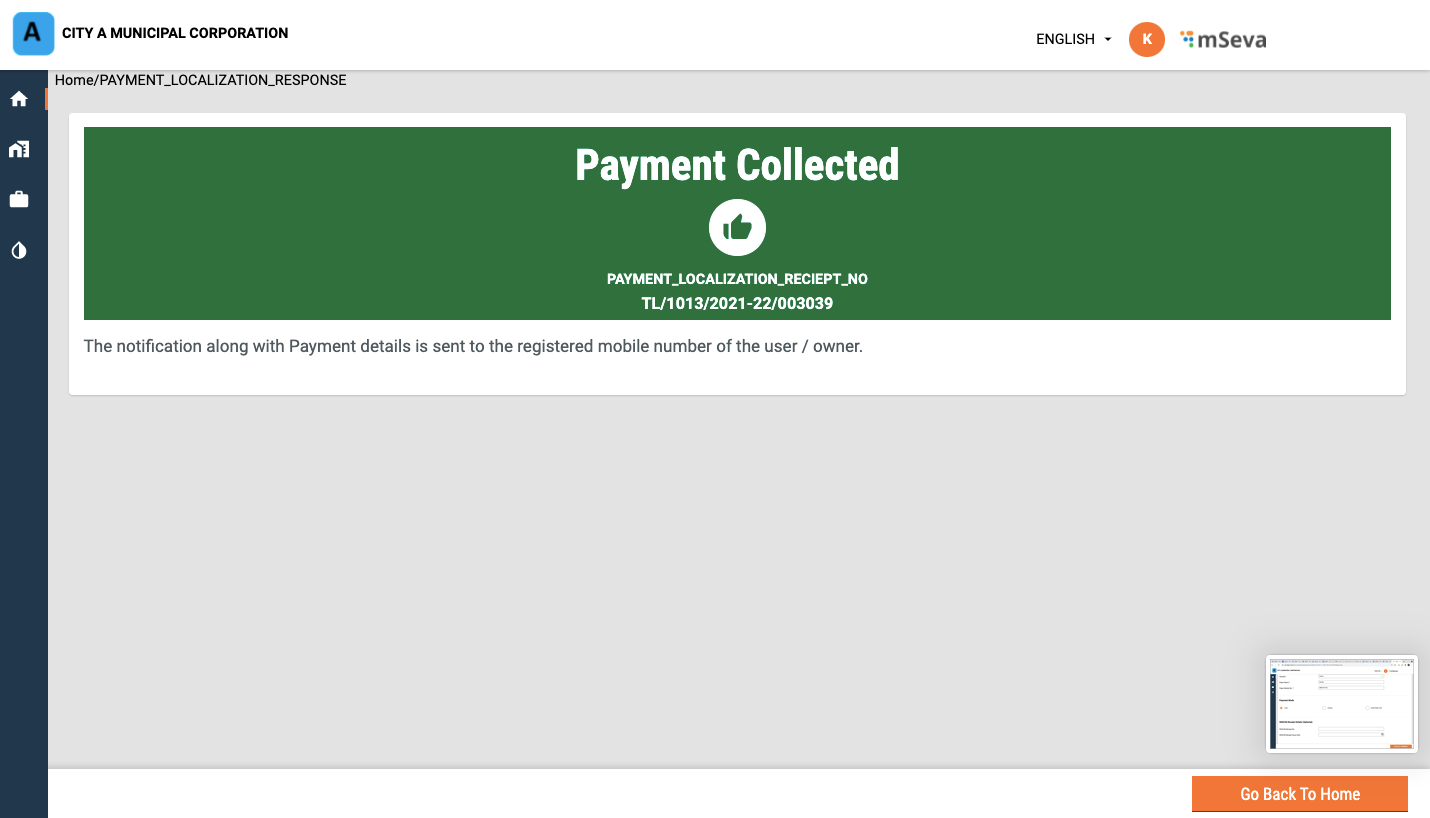 A
CITY A MUNICIPAL CORPORATION
ENGLISH
K
mSeva
Home/PAYMENT_LOCALIZATION_RESPONSE
Payment Collected
PAYMENT_LOCALIZATION_RECIEPT_NO
TL/1013/2021-22/003039
The notification along with Payment details is sent to the registered mobile number of the user / owner.
Go Back To Home